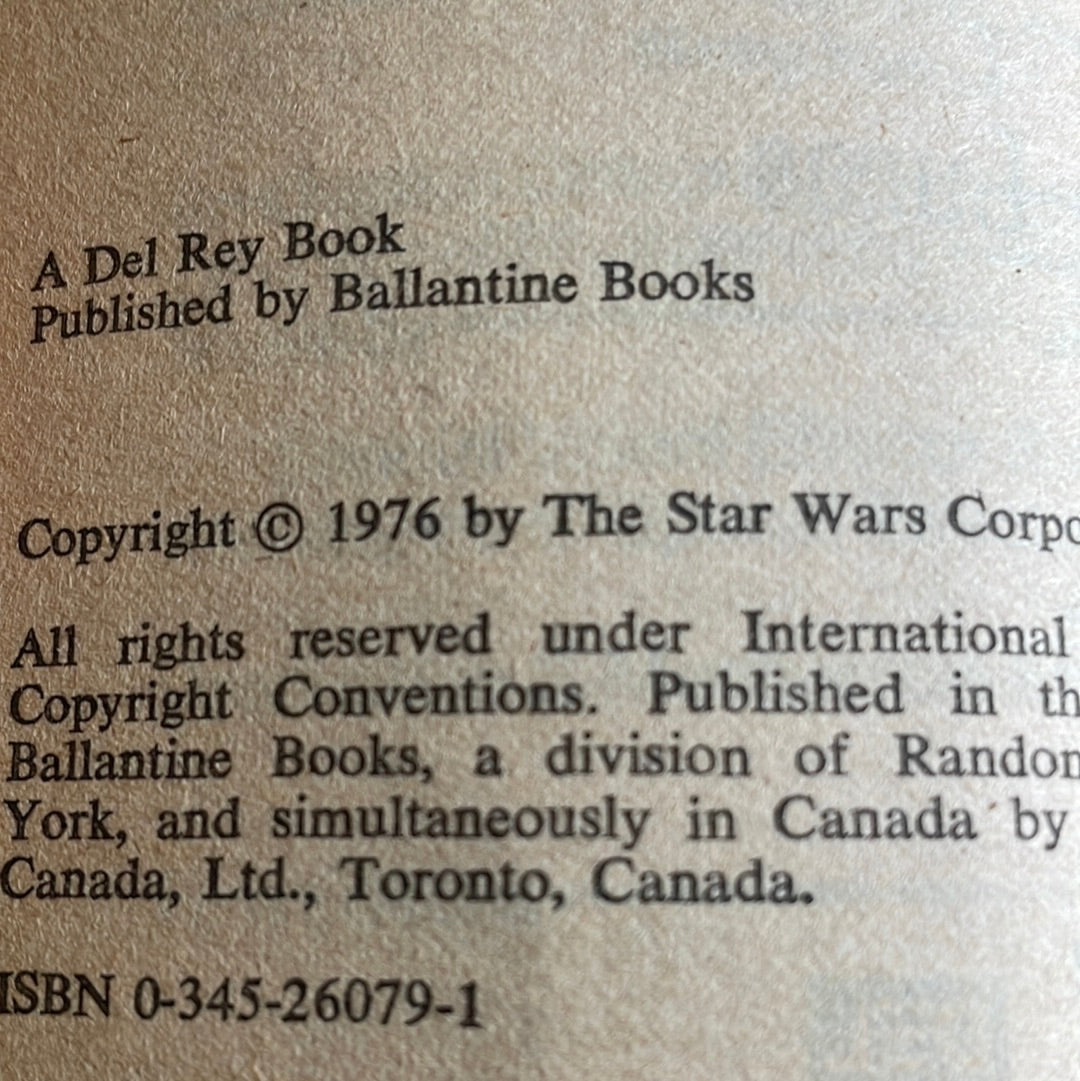 A Del Rey Book
Published by Ballantine Books
Copyright © 1976 by The Star Wars Corpo
All rights reserved under International
Copyright Conventions. Published in th
Ballantine Books, a division of Random
York, and simultaneously in Canada by
Canada, Ltd., Toronto, Canada.
ISBN 0-345-26079-1